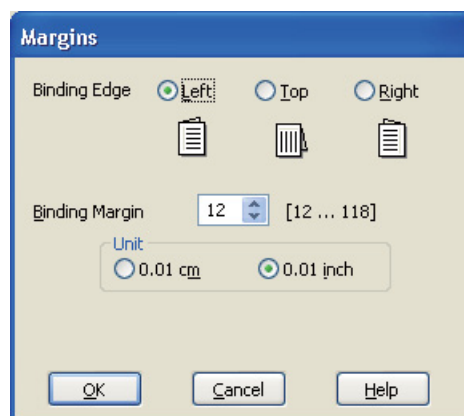 Margins
Binding Edge Left Top Right
Binding Margin 12 [12 ... 118]
Unit
0.01 cm 0.01 inch
OK Cancel Help